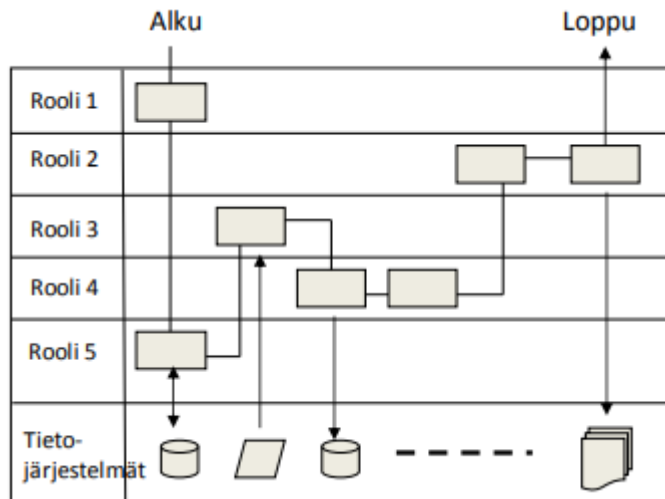 Alku
Loppu
Rooli 1
Rooli 2
Rooli 3
Rooli 4
Rooli 5
Tieto-
järjestelmät